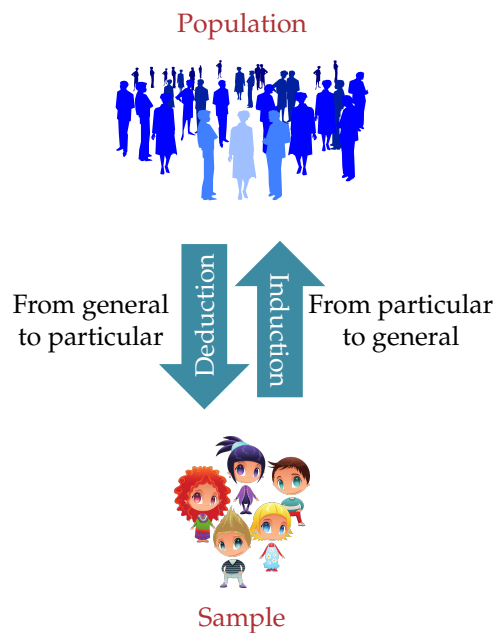 Population
From general
to particular
Deduction
Induction
From particular
to general
Sample